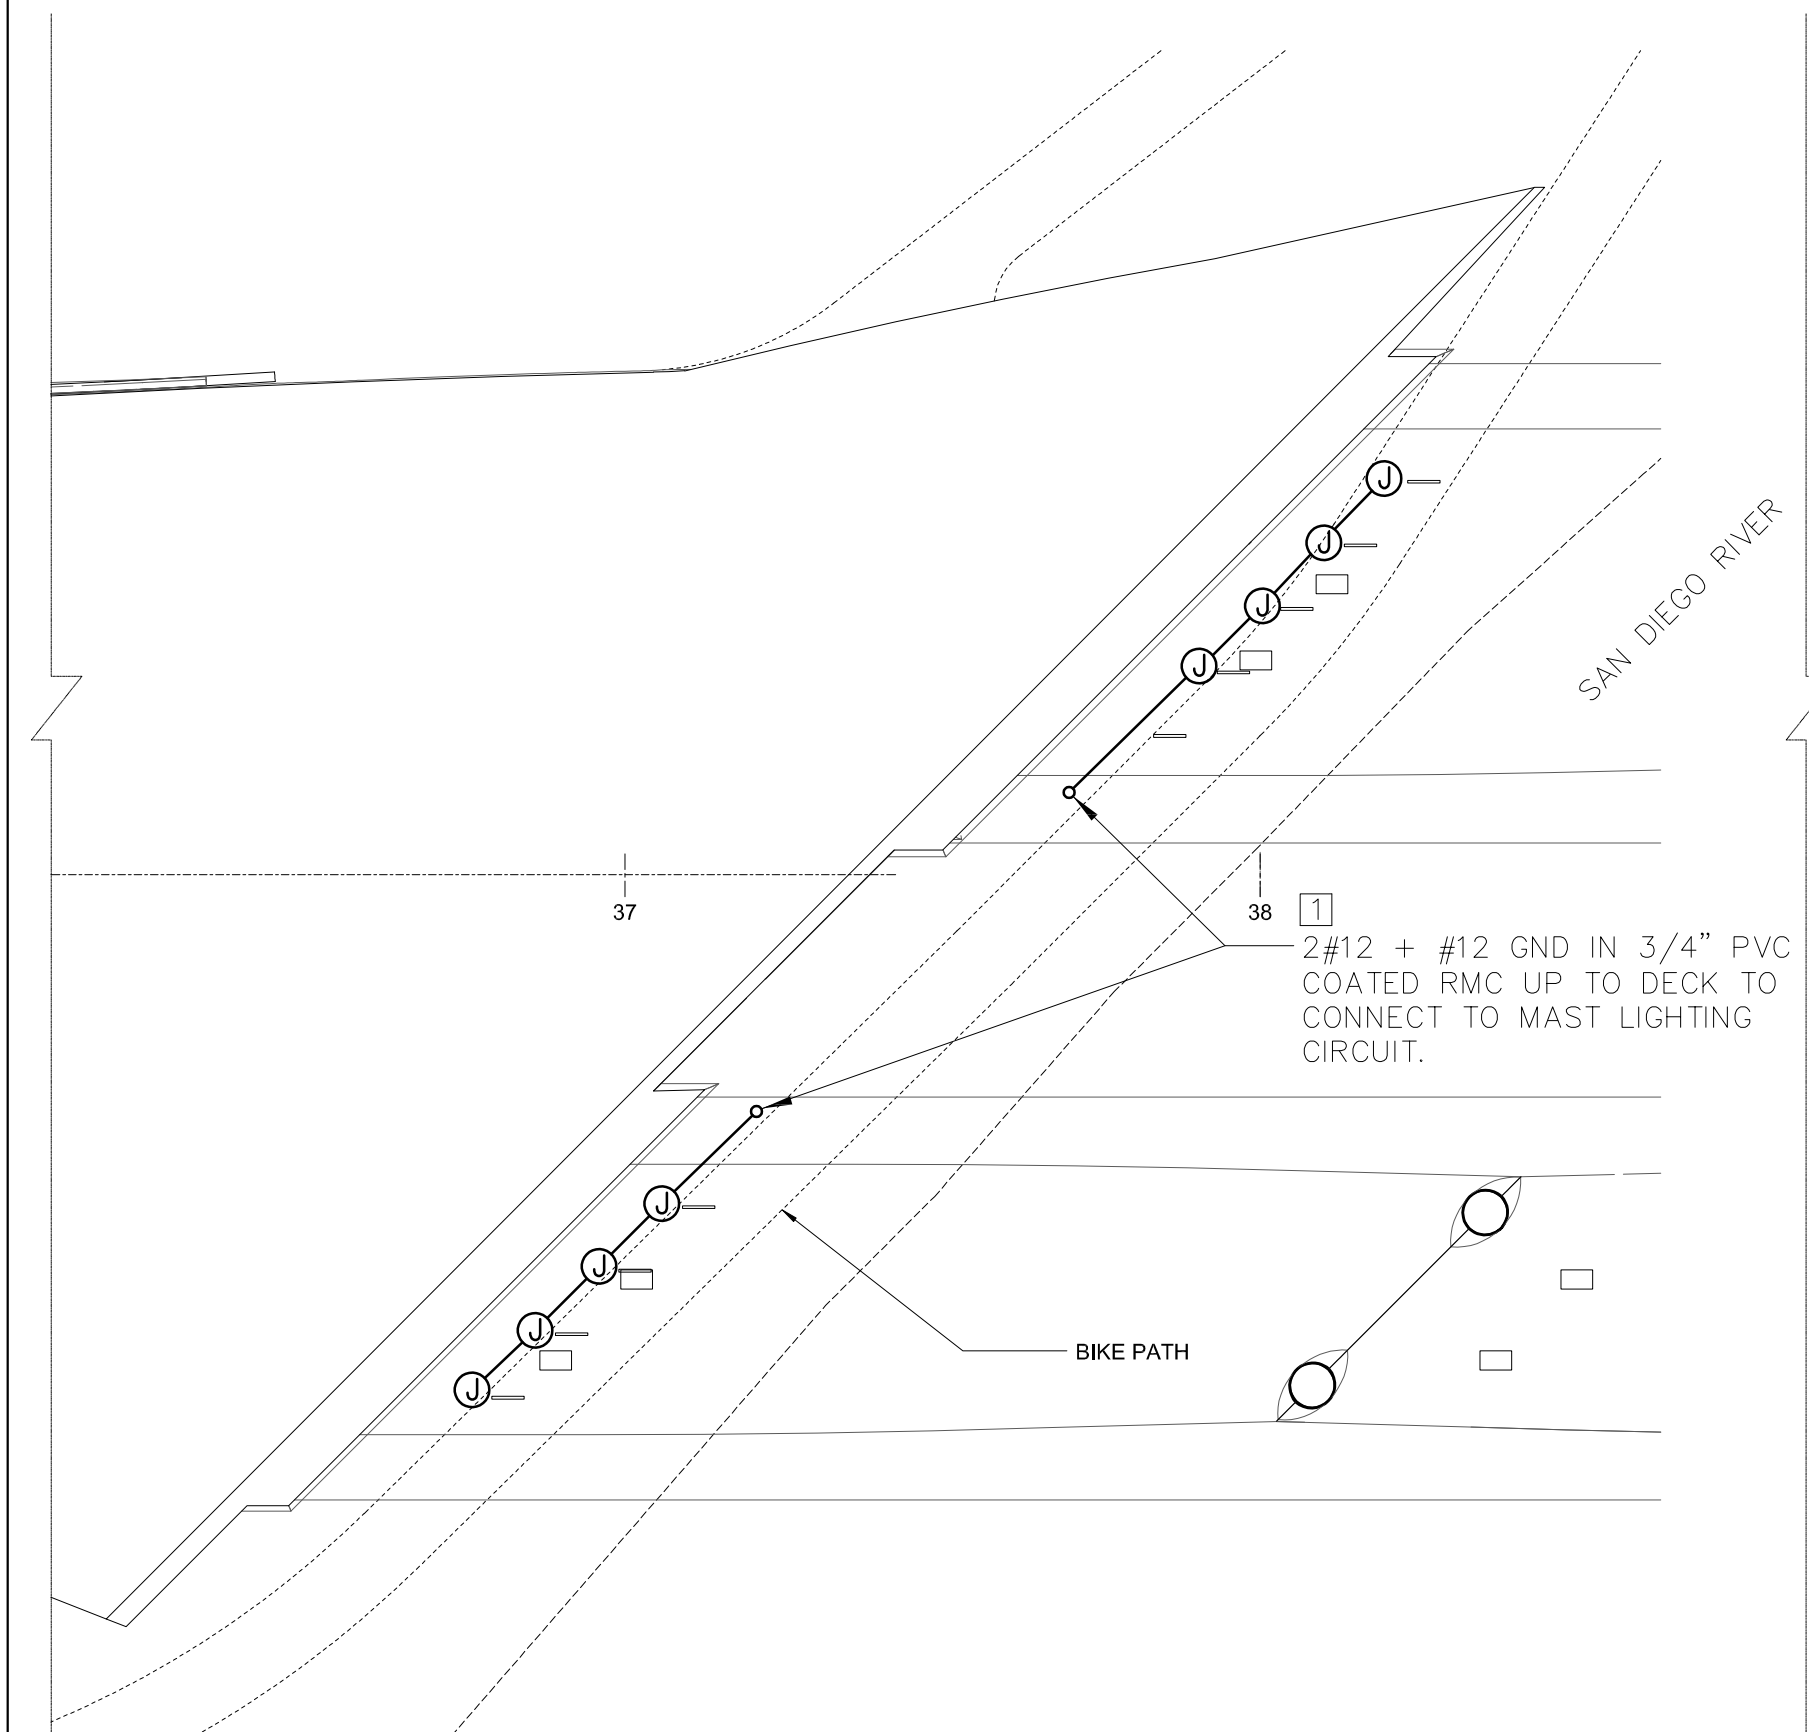 J
J
J
J
SAN DIEGO RIVER
37
38
1
2#12 + #12 GND IN 3/4” PVC
COATED RMC UP TO DECK TO
CONNECT TO MAST LIGHTING
CIRCUIT.
J
J
J
J
BIKE PATH